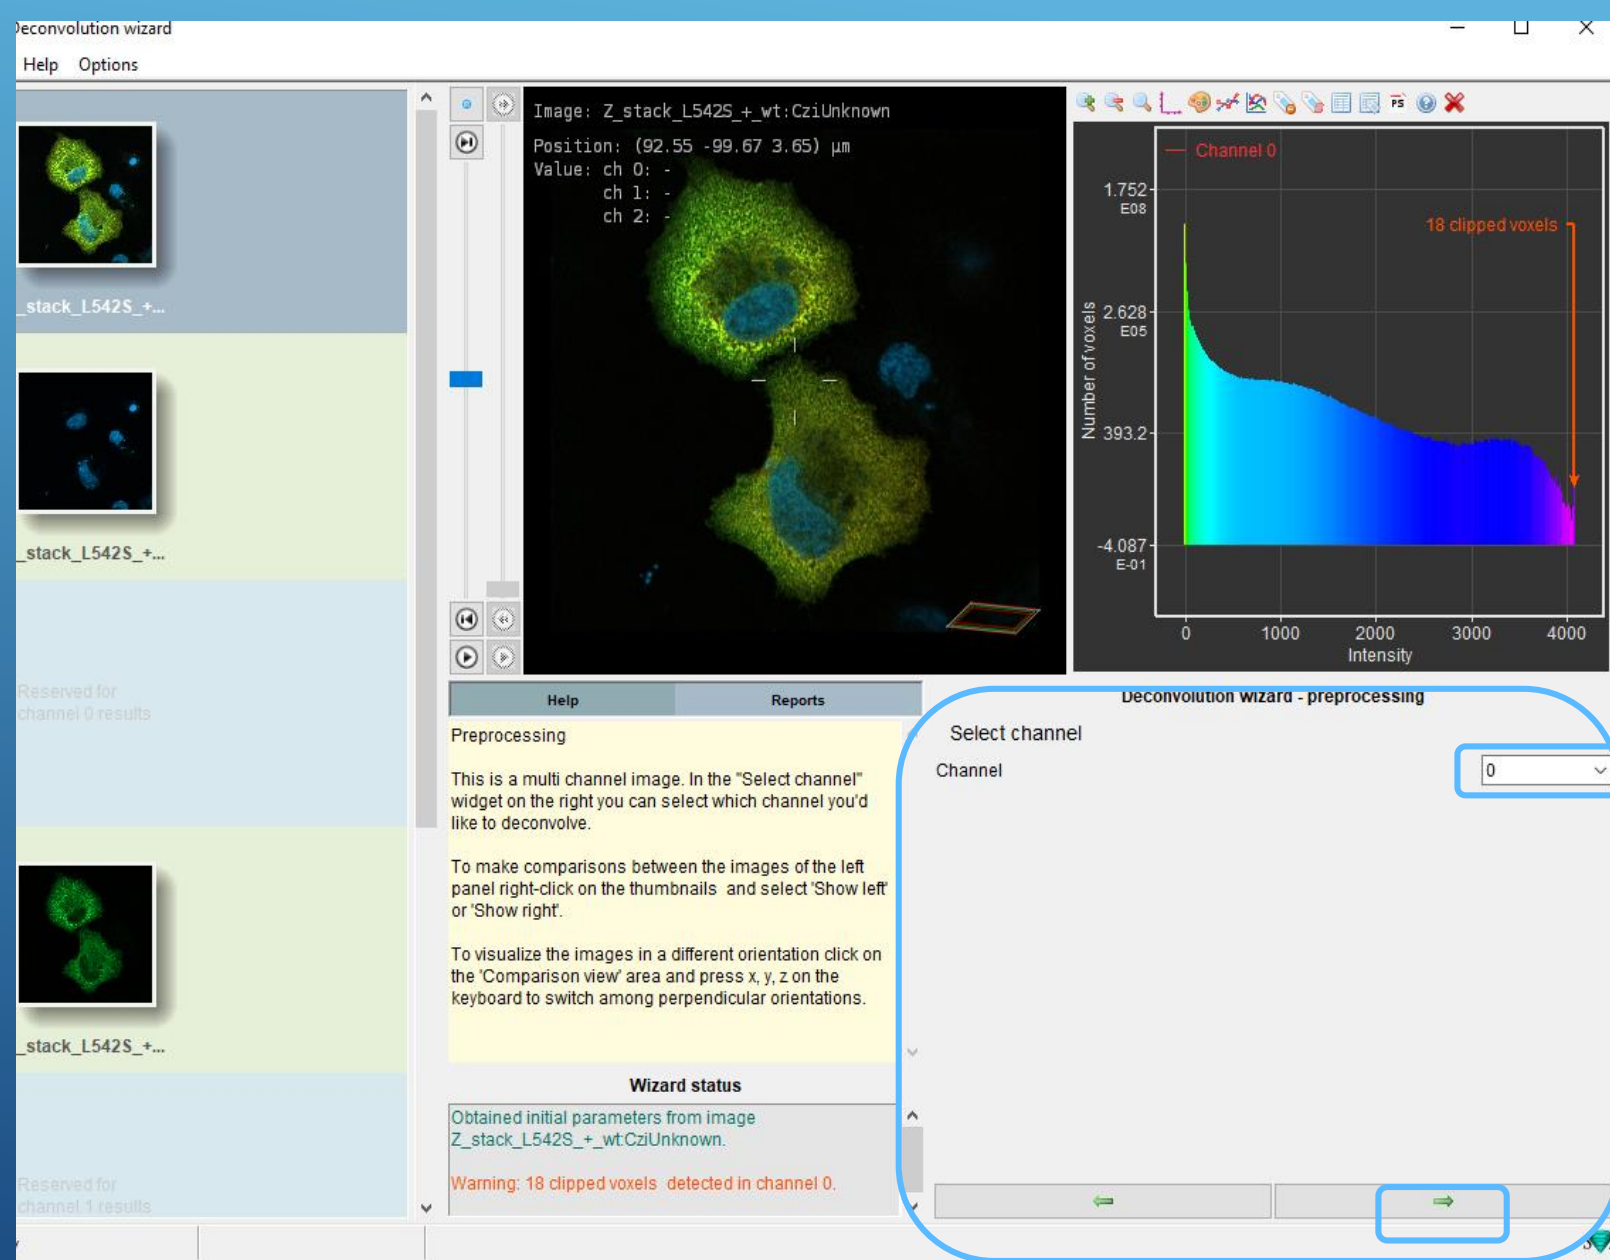 Deconvolution wizard
Help Options
_stack_L542S_+...
_stack_L542S_+...
Reserved for
channel 0 results
_stack_L542S_+...
Reserved for
channel 1 results
Image: Z_stack_L542S_+_wt:CziUnknown
Position: (92.55 -99.67 3.65) µm
Value: ch 0: -
ch 1: -
ch 2: -
PS
Channel 0
18 clipped voxels
Number of voxels
1.752
E08
2.628
E05
393.2
-4.087
E-01
0 1000 2000 3000 4000
Intensity
Help Reports
Preprocessing
This is a multi channel image. In the "Select channel"
widget on the right you can select which channel you'd
like to deconvolve.
To make comparisons between the images of the left
panel right-click on the thumbnails and select 'Show left'
or 'Show right'.
To visualize the images in a different orientation click on
the 'Comparison view' area and press x, y, z on the
keyboard to switch among perpendicular orientations.
Wizard status
Obtained initial parameters from image
Z_stack_L542S_+_wt:CziUnknown.
Warning: 18 clipped voxels detected in channel 0.
Deconvolution wizard - preprocessing
Select channel
Channel 0